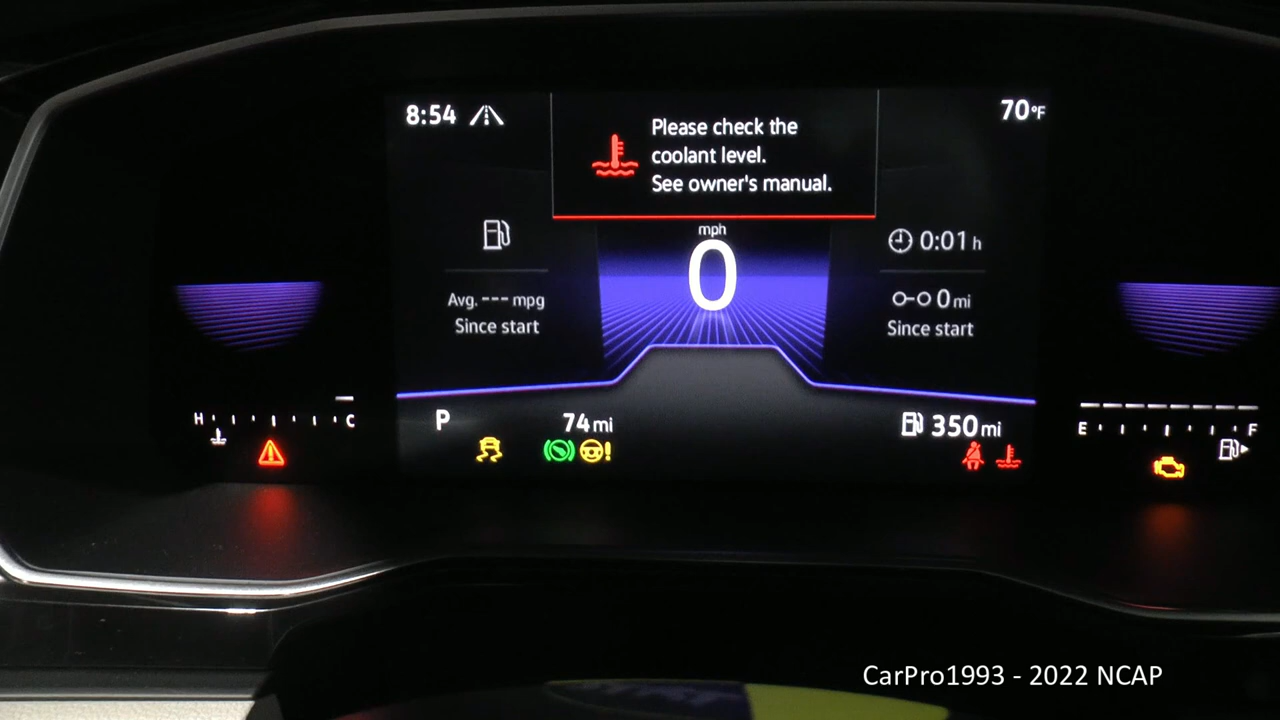 8:54
Please check the
coolant level.
See owner's manual.
70°F
mph
0
Avg. --- mpg
Since start
0:01 h
0 mi
Since start
H C
P
74 mi
350 mi
E F
CarPro1993 - 2022 NCAP